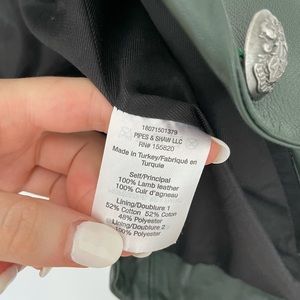 16071501379
PIPES & SHAW LLC
RN# 155820
Made in Turkey/Fabriqué en
Turquie
Self/Principal
100% Lamb leather
100% Cuir d'agneau
Lining/Doublure 1
52% Cotton 52% Coton
48% Polyester
Lining/Doublure 2
100% Polyester